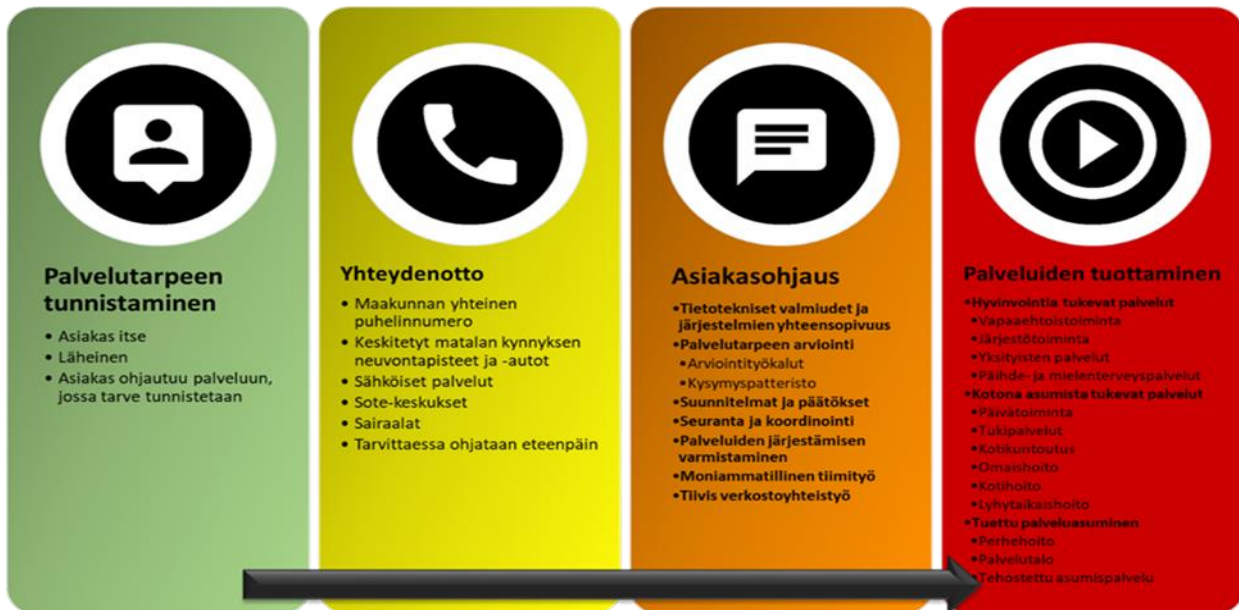 Palvelutarpeen
tunnistaminen
• Asiakas itse
• Läheinen
• Asiakas ohjautuu palveluun,
jossa tarve tunnistetaan
Yhteydenotto
• Maakunnan yhteinen
puhelinnumero
• Keskitetyt matalan kynnyksen
neuvontapisteet ja -autot
• Sähköiset palvelut
• Sote-keskukset
• Sairaalat
• Tarvittaessa ohjataan eteenpäin
Asiakasohjaus
•Tietotekniset valmiudet ja
järjestelmien yhteensopivuus
•Palvelutarpeen arviointi
•Arviointityökalut
•Kysymyspatteristo
•Suunnitelmat ja päätökset
•Seuranta ja koordinointi
•Palveluiden järjestämisen
varmistaminen
•Moniammatillinen tiimityö
•Tiivis verkostoyhteistyö
Palveluiden tuottaminen
•Hyvinvointia tukevat palvelut
•Vapaaehtoistoiminta
•Järjestötoiminta
•Yksityisten palvelut
•Päihde- ja mielenterveyspalvelut
•Kotona asumista tukevat palvelut
•Päivätoiminta
•Tukipalvelut
•Kotikuntoutus
•Omaishoito
•Kotihoito
•Lyhytaikaishoito
•Tuettu palveluasuminen
•Perhehoito
•Palvelutalo
•Tehostettu asumispalvelu